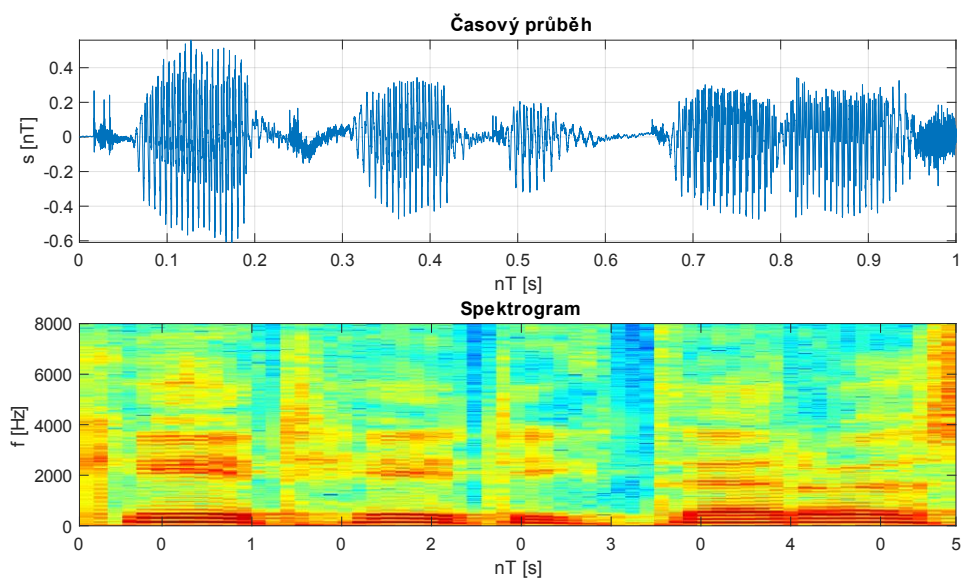 Časový průběh
s [nT]
0.4
0.2
0
-0.2
-0.4
-0.6
0 0.1 0.2 0.3 0.4 0.5 0.6 0.7 0.8 0.9 1
nT [s]
Spektrogram
f [Hz]
8000
6000
4000
2000
0
0 0 1 0 2 0 3 0 4 0 5
nT [s]